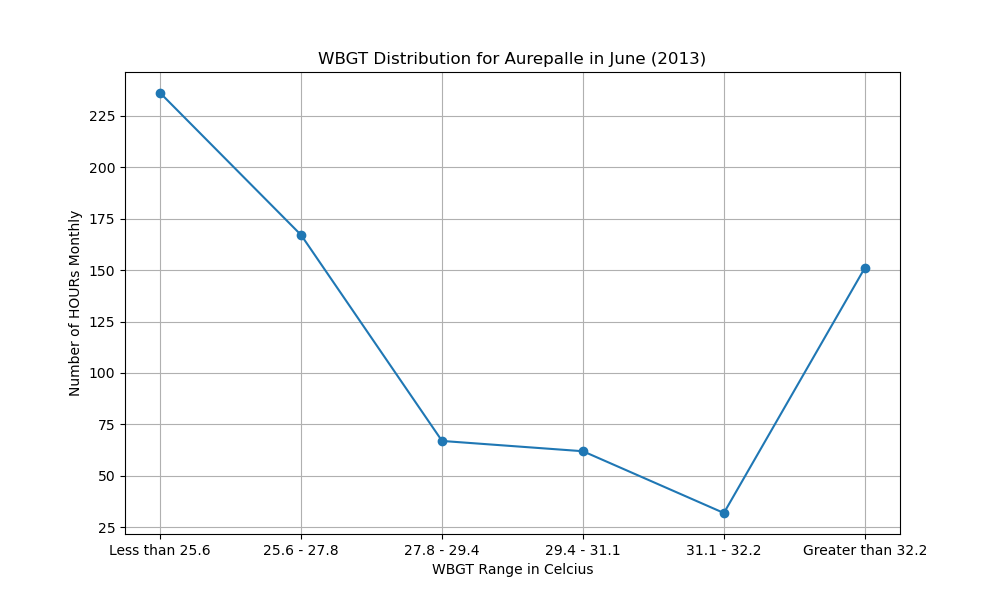 WBGT Distribution for Aurepalle in June (2013)
Number of HOURs Monthly
225
200
175
150
125
100
75
50
25
Less than 25.6 25.6 - 27.8 27.8 - 29.4 29.4 - 31.1 31.1 - 32.2 Greater than 32.2
WBGT Range in Celcius